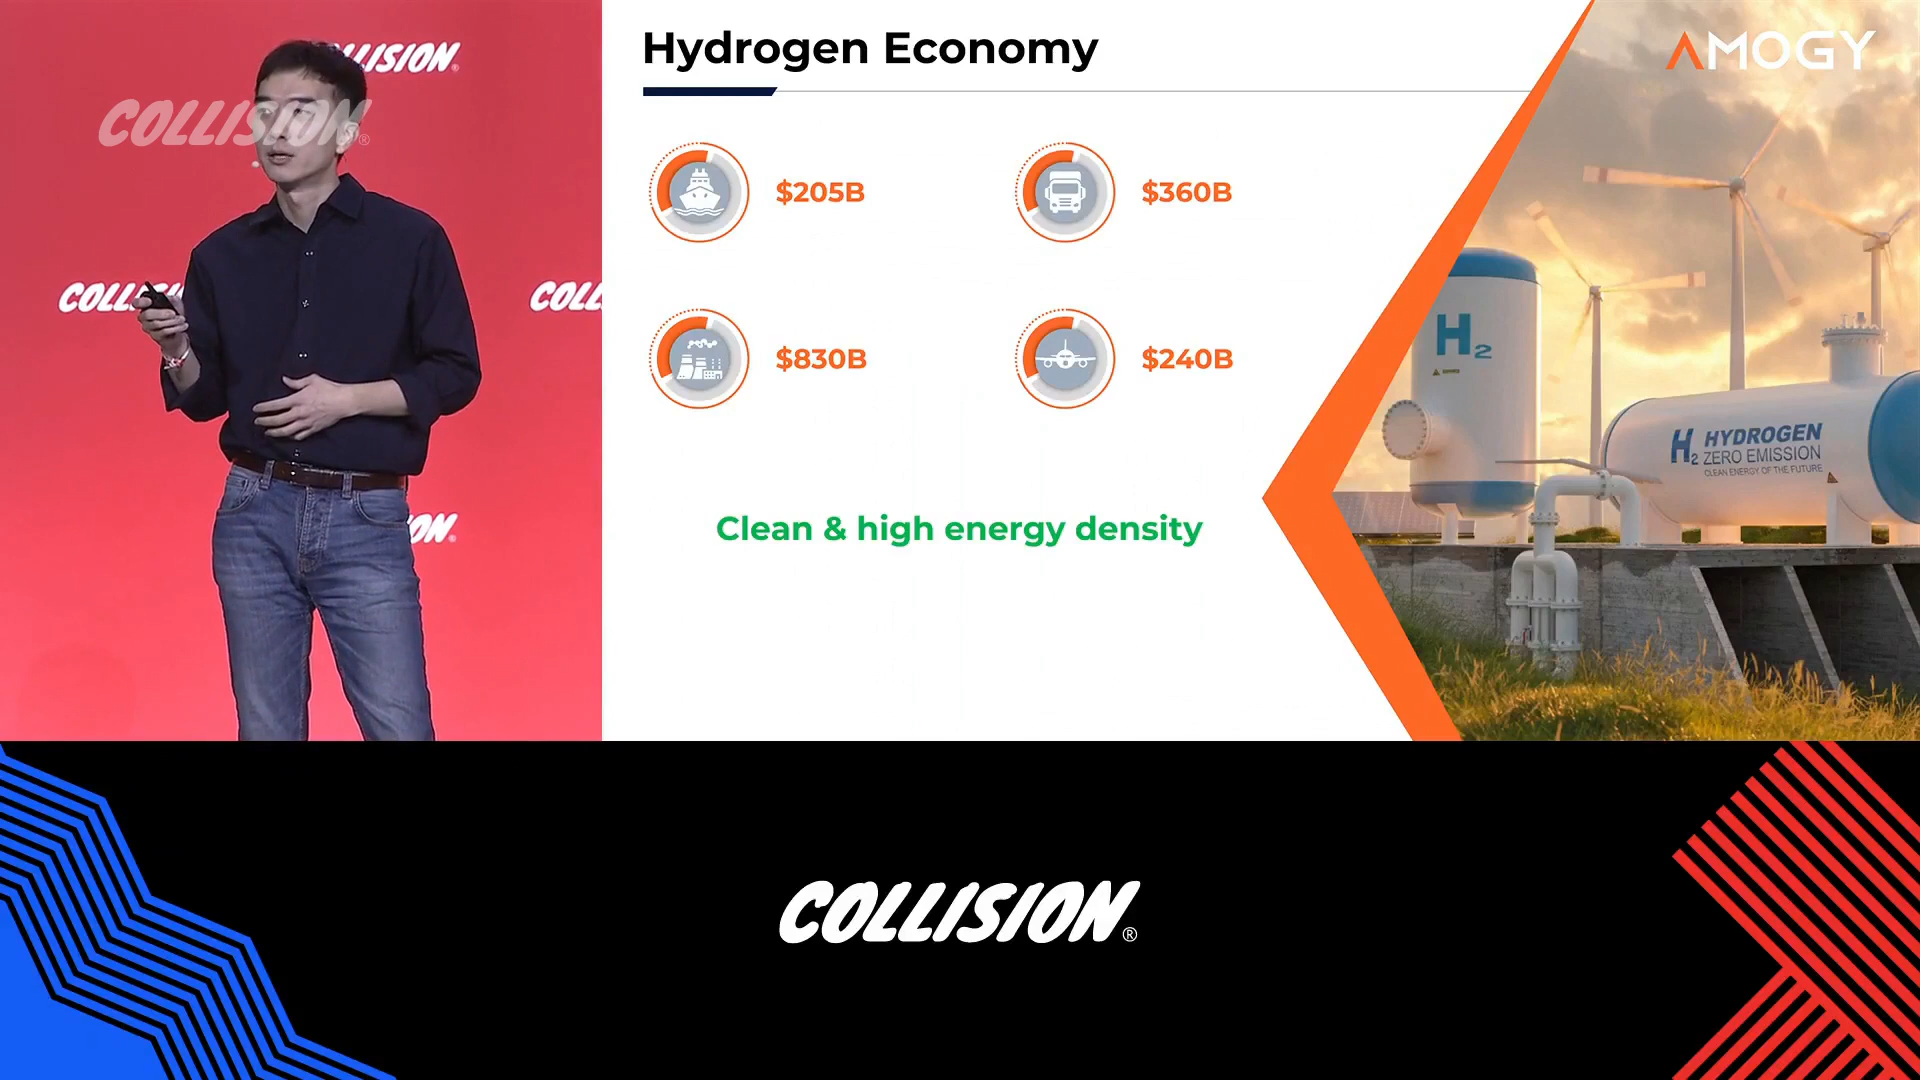 COLLISION®
COLLISION®
COLL
COLL
ON®
Hydrogen Economy
AMOGY
$205B
$360B
$830B
$240B
Clean & high energy density
H2
H2 HYDROGEN
ZERO EMISSION
CLEAN ENERGY OF THE FUTURE
COLLISION®